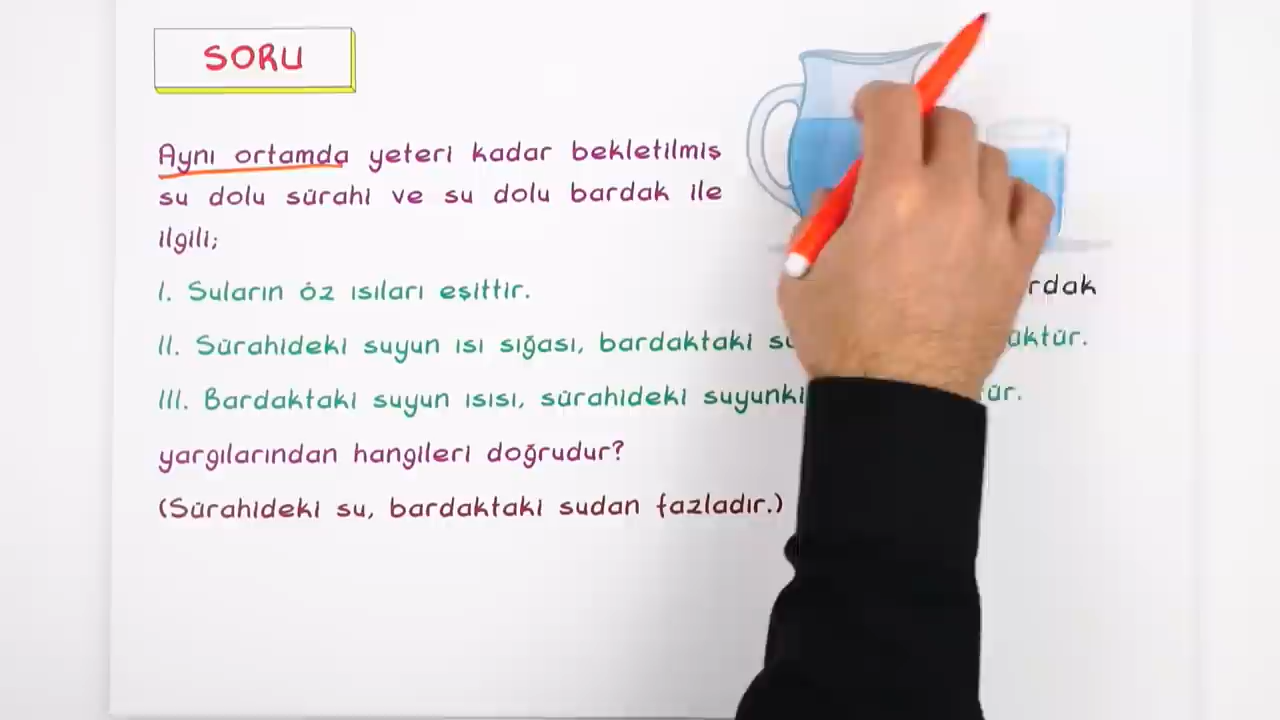 SORU
Aynı ortamda yeteri kadar bekletilmiş
su dolu sürahi ve su dolu bardak ile
ilgili;
I. Suların öz ısıları eşittir.
II. Sürahideki suyun ısı sığası, bardaktaki
III. Bardaktaki suyun ısısı, sürahideki suyunki
yargılarından hangileri doğrudur?
(Sürahideki su, bardaktaki sudan fazladır.)